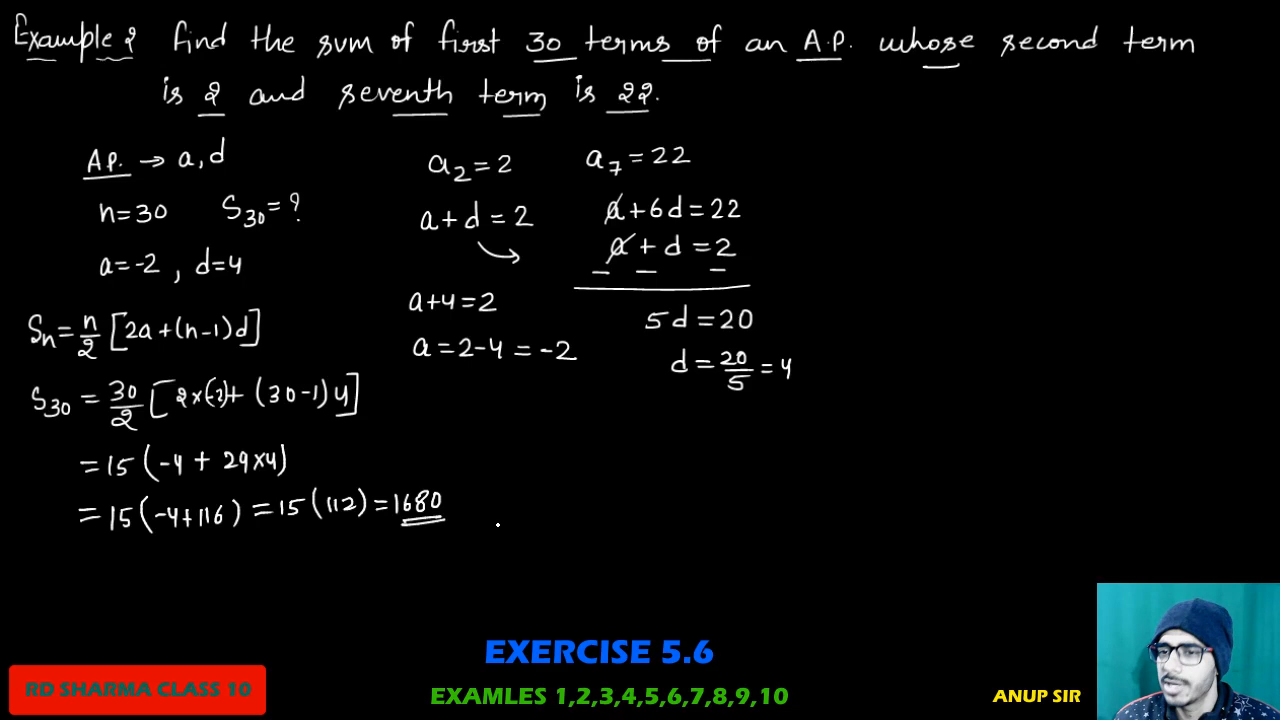 Example 2 find the sum of first 30 terms of an A.P. whose second term
is 2 and seventh term is 22.
A.P. → a, d
n=30 S30=?
a=-2 , d=4
Sn=n/2 [2a+(n-1)d]
S30 = 30/2 [2×(-2)+ (30-1)4]
=15 (-4 + 29×4)
=15 (-4+116) =15 (112) = 1680
a2=2
a+d=2
a+4=2
a=2-4=-2
a7=22
a+6d=22
a+d=2
- - -
5d=20
d=20/5=4
EXERCISE 5.6
RD SHARMA CLASS 10
EXAMLES 1,2,3,4,5,6,7,8,9,10
ANUP SIR